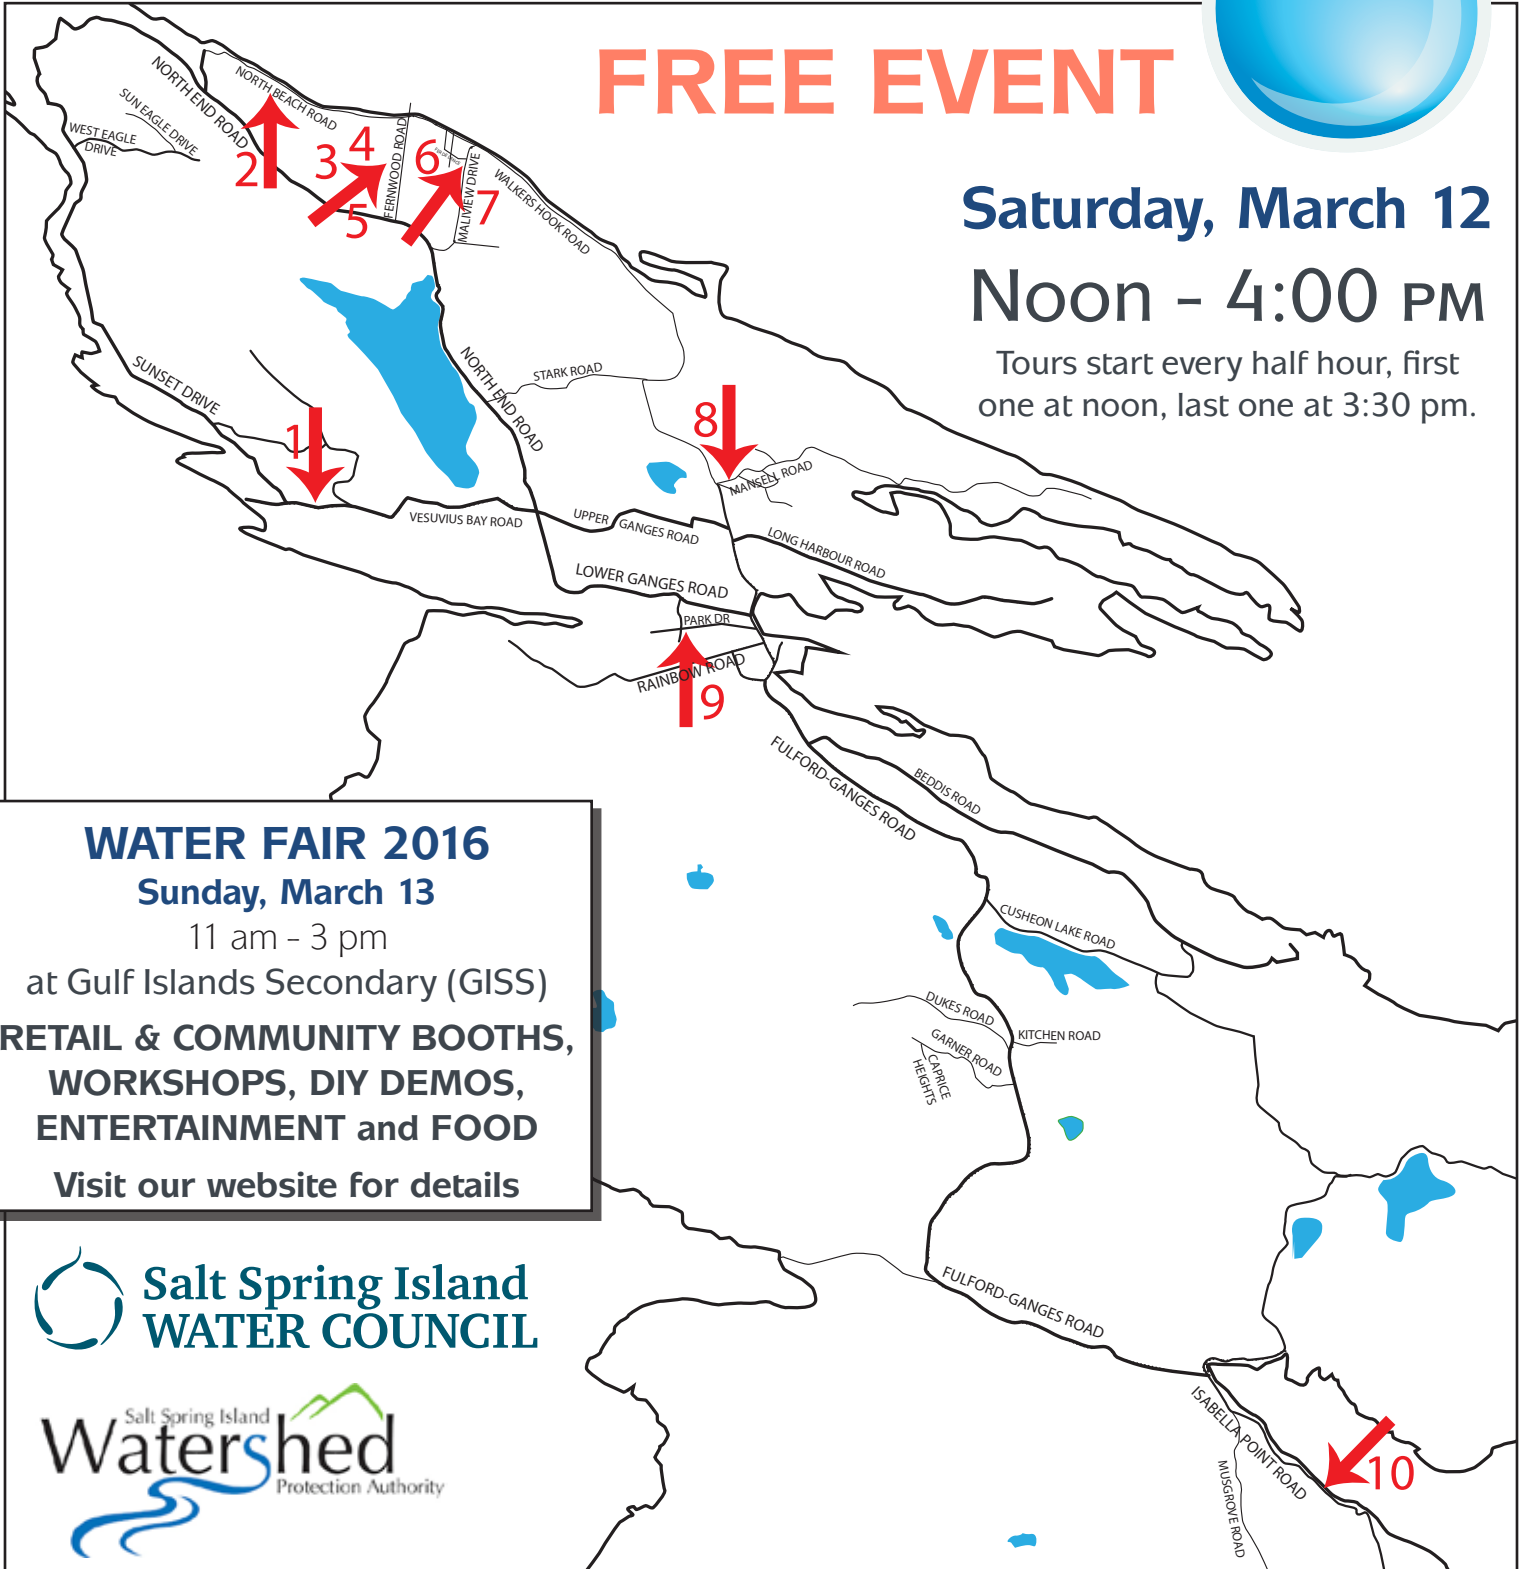 FREE EVENT
Saturday, March 12
Noon - 4:00 PM
Tours start every half hour, first
one at noon, last one at 3:30 pm.
NORTH END ROAD
NORTH BEACH ROAD
SUN EAGLE DRIVE
WEST EAGLE
DRIVE
2
3
4
5
FERNWOOD ROAD
6
MALIVIEW DRIVE
7
WALKERS HOOK ROAD
SUNSET DRIVE
NORTH END ROAD
STARK ROAD
1
8
MANSELL ROAD
VESUVIUS BAY ROAD
UPPER GANGES ROAD
LONG HARBOUR ROAD
LOWER GANGES ROAD
PARK DR
RAINBOW ROAD
9
FULFORD-GANGES ROAD
BEDDIS ROAD
CUSHEON LAKE ROAD
DUKES ROAD
KITCHEN ROAD
GARNER ROAD
CAPRICE
HEIGHTS
FULFORD-GANGES ROAD
ISABELLA POINT ROAD
MUSGROVE ROAD
10
WATER FAIR 2016
Sunday, March 13
11 am - 3 pm
at Gulf Islands Secondary (GISS)
RETAIL & COMMUNITY BOOTHS,
WORKSHOPS, DIY DEMOS,
ENTERTAINMENT and FOOD
Visit our website for details
Salt Spring Island
WATER COUNCIL
Salt Spring Island
Watershed
Protection Authority